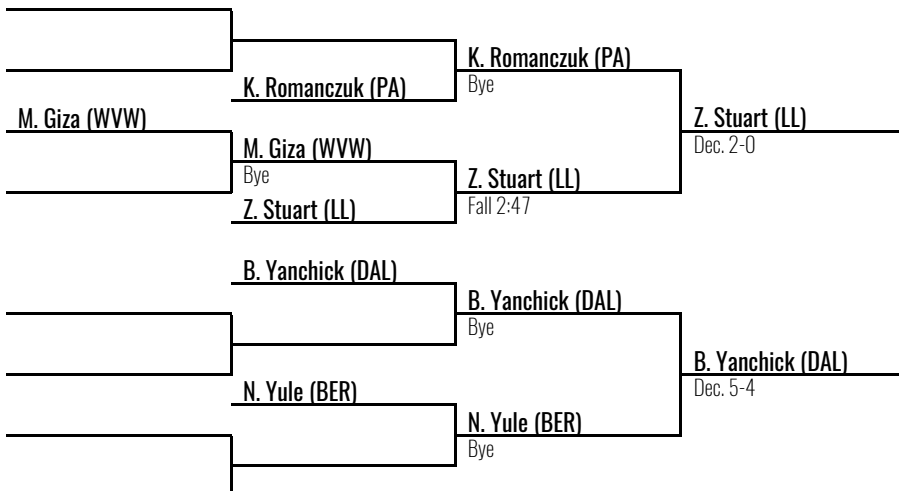 K. Romanczuk (PA)
K. Romanczuk (PA)
Bye
M. Giza (WVW)
Z. Stuart (LL)
Dec. 2-0
M. Giza (WVW)
Bye
Z. Stuart (LL)
Fall 2:47
Z. Stuart (LL)
B. Yanchick (DAL)
B. Yanchick (DAL)
Bye
B. Yanchick (DAL)
Dec. 5-4
N. Yule (BER)
N. Yule (BER)
Bye